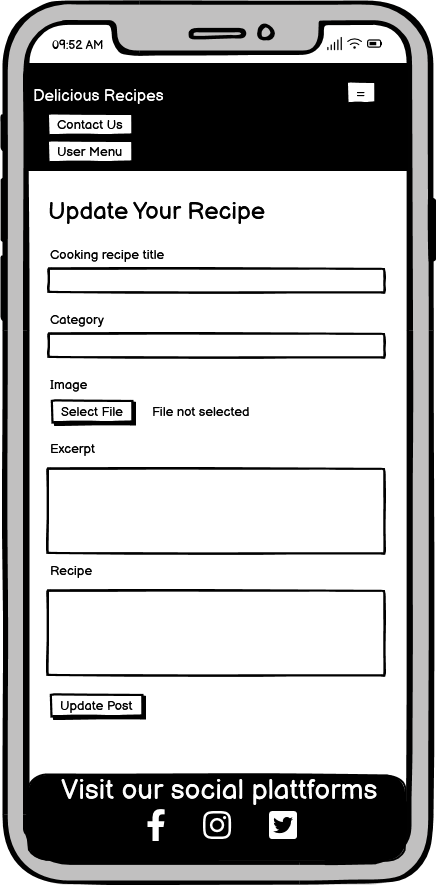 09:52 AM
Delicious Recipes
=
Contact Us
User Menu
Update Your Recipe
Cooking recipe title
Category
Image
Select File File not selected
Excerpt
Recipe
Update Post
Visit our social plattforms